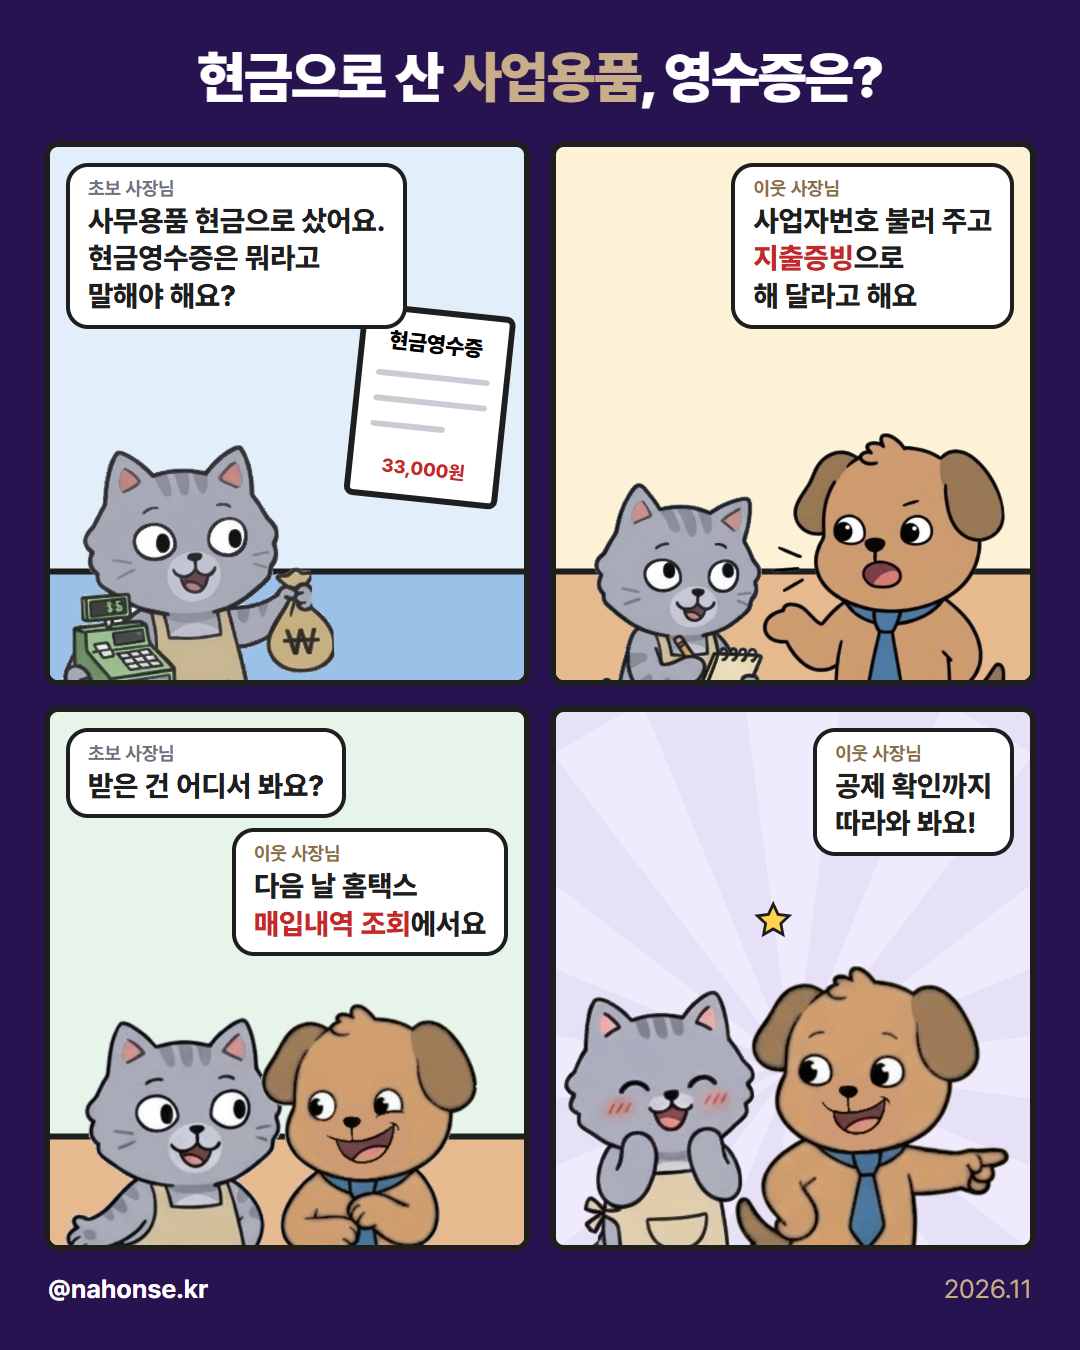 현금으로 산 사업용품, 영수증은?
초보 사장님
사무용품 현금으로 샀어요.
현금영수증은 뭐라고
말해야 해요?
현금영수증
33,000원
$5
₩
이웃 사장님
사업자번호 불러 주고
지출증빙으로
해 달라고 해요
초보 사장님
받은 건 어디서 봐요?
이웃 사장님
다음 날 홈택스
매입내역 조회에서요
이웃 사장님
공제 확인까지
따라와 봐요!
@nahonse.kr
2026.11